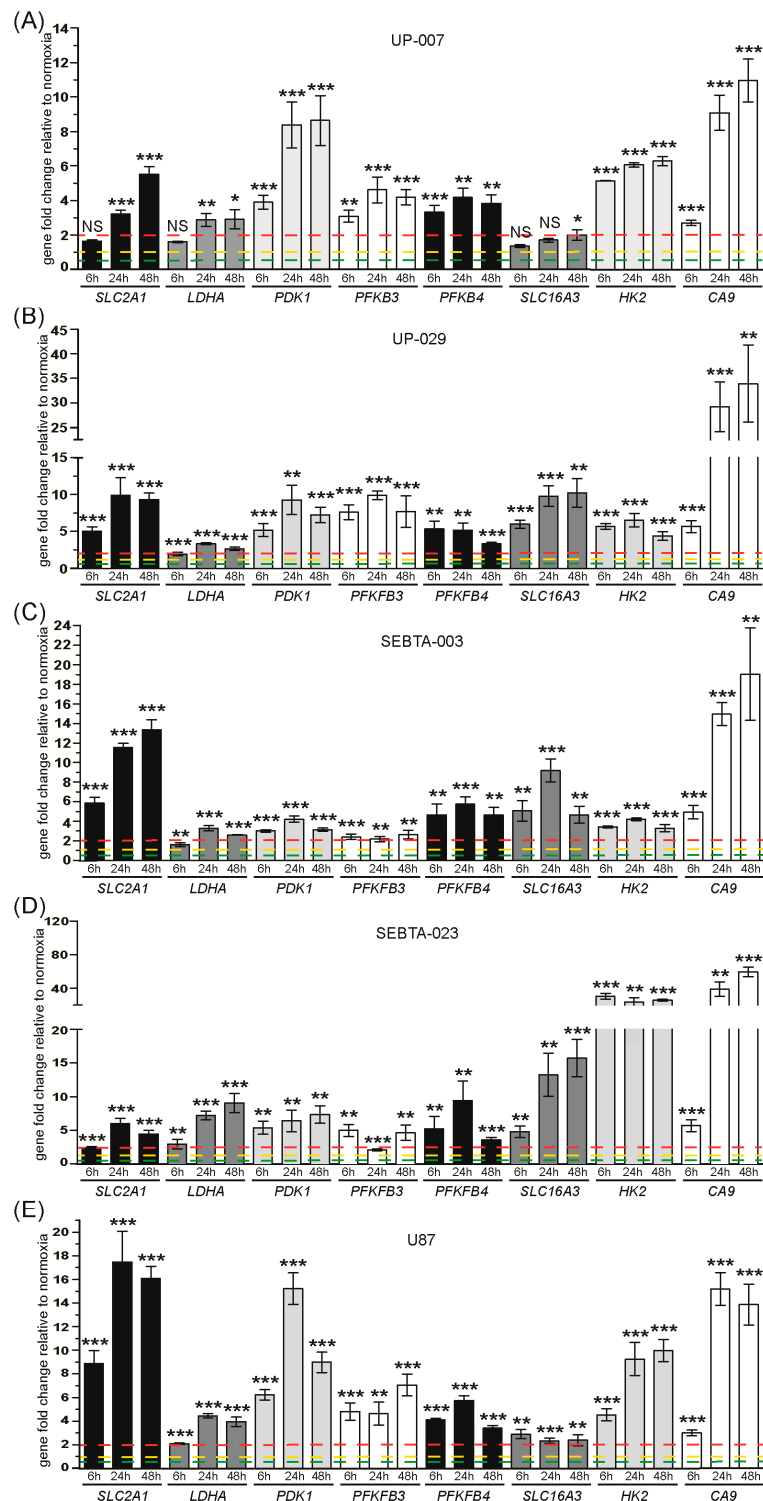 (A)
UP-007
gene fold change relative to normoxia
14
12
10
8
6
4
2
1
0
NS *** *** NS ** * *** *** *** ** *** *** *** ** ** NS NS * *** *** *** *** *** ***
6h 24h 48h 6h 24h 48h 6h 24h 48h 6h 24h 48h 6h 24h 48h 6h 24h 48h 6h 24h 48h 6h 24h 48h
SLC2A1 LDHA PDK1 PFKB3 PFKB4 SLC16A3 HK2 CA9
(B)
UP-029
gene fold change relative to normoxia
45
40
35
30
25
15
10
5
2
1
0
*** *** *** *** *** *** *** ** *** *** *** *** ** ** *** *** *** ** *** *** *** *** *** **
6h 24h 48h 6h 24h 48h 6h 24h 48h 6h 24h 48h 6h 24h 48h 6h 24h 48h 6h 24h 48h 6h 24h 48h
SLC2A1 LDHA PDK1 PFKFB3 PFKFB4 SLC16A3 HK2 CA9
(C)
SEBTA-003
gene fold change relative to normoxia
24
22
20
18
16
14
12
10
8
6
4
2
1
0
*** *** *** ** *** *** *** *** *** *** ** ** ** *** ** ** *** ** *** *** *** *** *** **
6h 24h 48h 6h 24h 48h 6h 24h 48h 6h 24h 48h 6h 24h 48h 6h 24h 48h 6h 24h 48h 6h 24h 48h
SLC2A1 LDHA PDK1 PFKFB3 PFKFB4 SLC16A3 HK2 CA9
(D)
SEBTA-023
gene fold change relative to normoxia
120
80
40
20
15
10
5
2
1
0
*** *** *** ** *** *** ** ** ** ** *** ** ** ** *** ** ** *** *** ** *** *** ** ***
6h 24h 48h 6h 24h 48h 6h 24h 48h 6h 24h 48h 6h 24h 48h 6h 24h 48h 6h 24h 48h 6h 24h 48h
SLC2A1 LDHA PDK1 PFKFB3 PFKFB4 SLC16A3 HK2 CA9
(E)
U87
gene fold change relative to normoxia
20
18
16
14
12
10
8
6
4
2
1
0
*** *** *** *** *** *** *** *** *** *** ** *** *** *** *** ** *** ** *** *** *** *** *** ***
6h 24h 48h 6h 24h 48h 6h 24h 48h 6h 24h 48h 6h 24h 48h 6h 24h 48h 6h 24h 48h 6h 24h 48h
SLC2A1 LDHA PDK1 PFKFB3 PFKFB4 SLC16A3 HK2 CA9